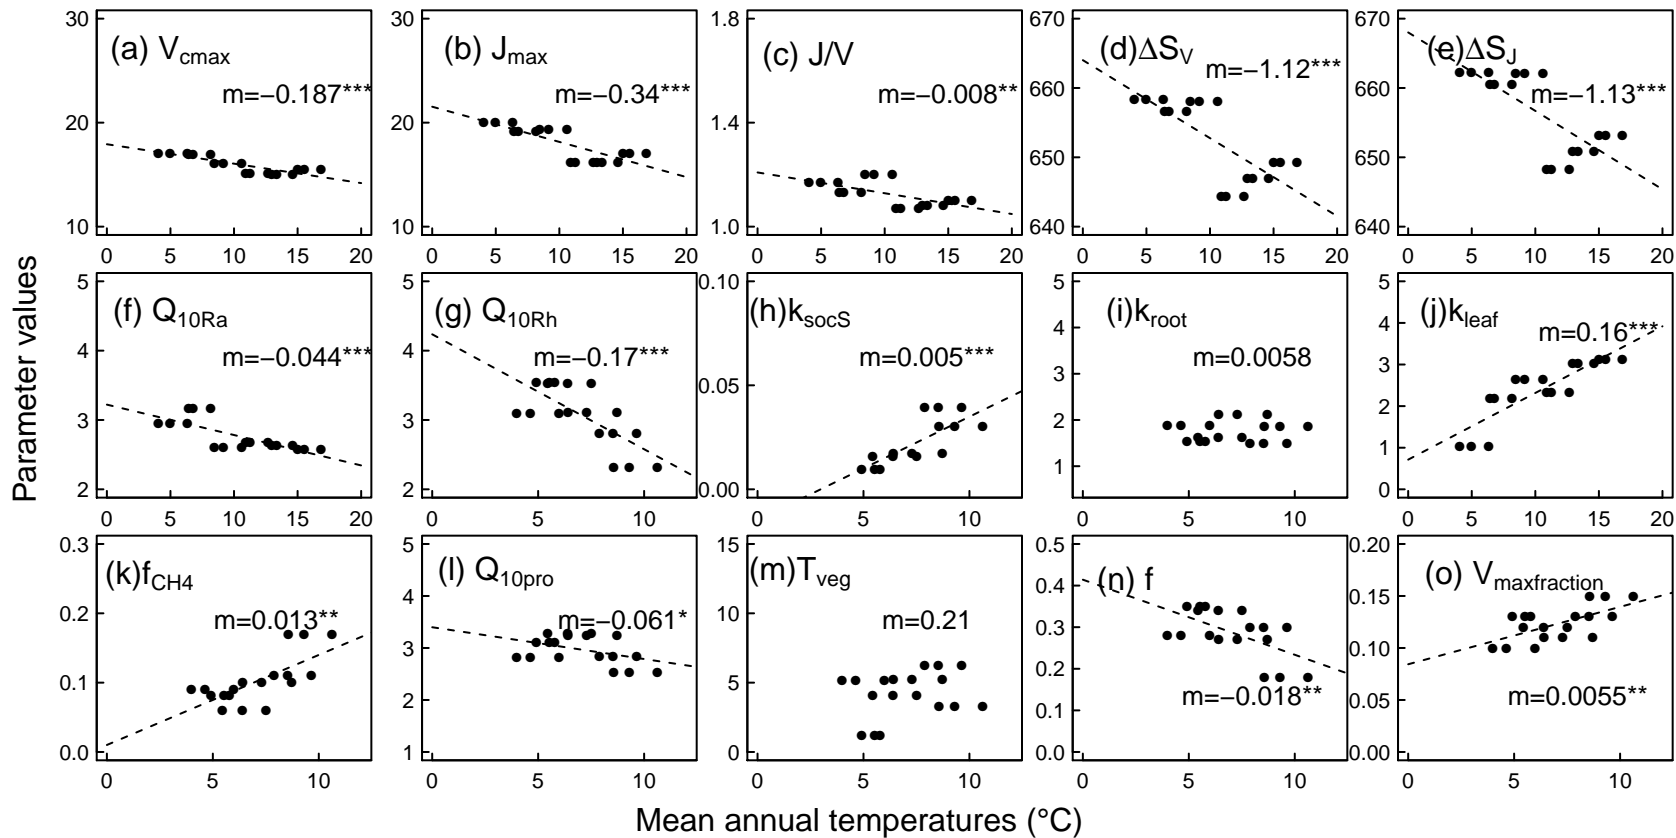 Parameter values
(a) Vcmax
m=−0.187***
30
20
10
0 5 10 15 20
(b) Jmax
m=−0.34***
30
20
10
0 5 10 15 20
(c) J/V
m=−0.008**
1.8
1.4
1.0
0 5 10 15 20
(d)ΔSV
m=−1.12***
670
660
650
640
0 5 10 15 20
(e)ΔSJ
m=−1.13***
670
660
650
640
0 5 10 15 20
(f) Q10Ra
m=−0.044***
5
4
3
2
0 5 10 15 20
(g) Q10Rh
m=−0.17***
5
4
3
2
0 5 10
(h)ksocS
m=0.005***
0.10
0.05
0.00
0 5 10
(i)kroot
m=0.0058
5
4
3
2
1
0 5 10
(j)kleaf
m=0.16***
5
4
3
2
1
0
0 5 10 15 20
(k)fCH4
m=0.013**
0.3
0.2
0.1
0.0
0 5 10
(l) Q10pro
m=−0.061*
5
4
3
2
1
0 5 10
(m)Tveg
m=0.21
15
10
5
0
0 5 10
(n) f
m=−0.018**
0.5
0.4
0.3
0.2
0.1
0.0
0 5 10
(o) Vmaxfraction
m=0.0055**
0.20
0.15
0.10
0.05
0.00
0 5 10
Mean annual temperatures (°C)